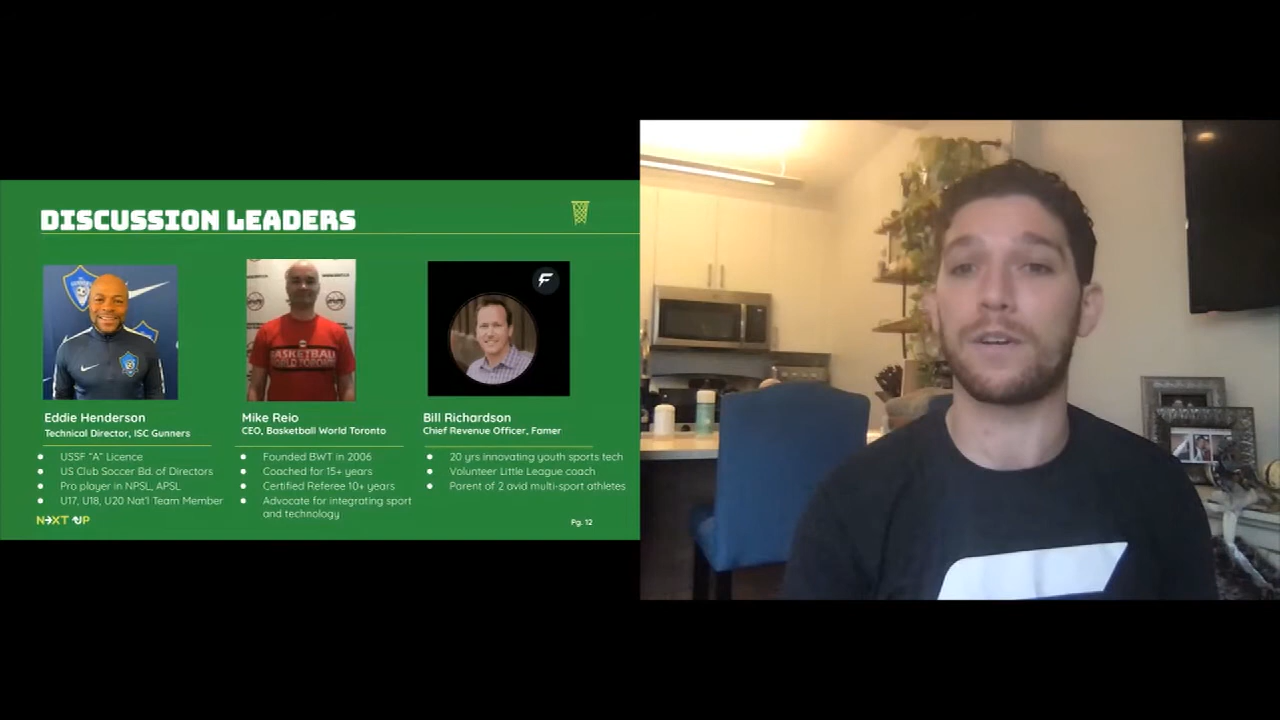 DISCUSSION LEADERS
BASKETBALL
WORLD TORONTO
Eddie Henderson
Technical Director, ISC Gunners
USSF "A" Licence
US Club Soccer Bd. of Directors
Pro player in NPSL, APSL
U17, U18, U20 Nat'l Team Member
Mike Reio
CEO, Basketball World Toronto
Founded BWT in 2006
Coached for 15+ years
Certified Referee 10+ years
Advocate for integrating sport
and technology
Bill Richardson
Chief Revenue Officer, Famer
20 yrs innovating youth sports tech
Volunteer Little League coach
Parent of 2 avid multi-sport athletes
NEXT UP
Pg. 12